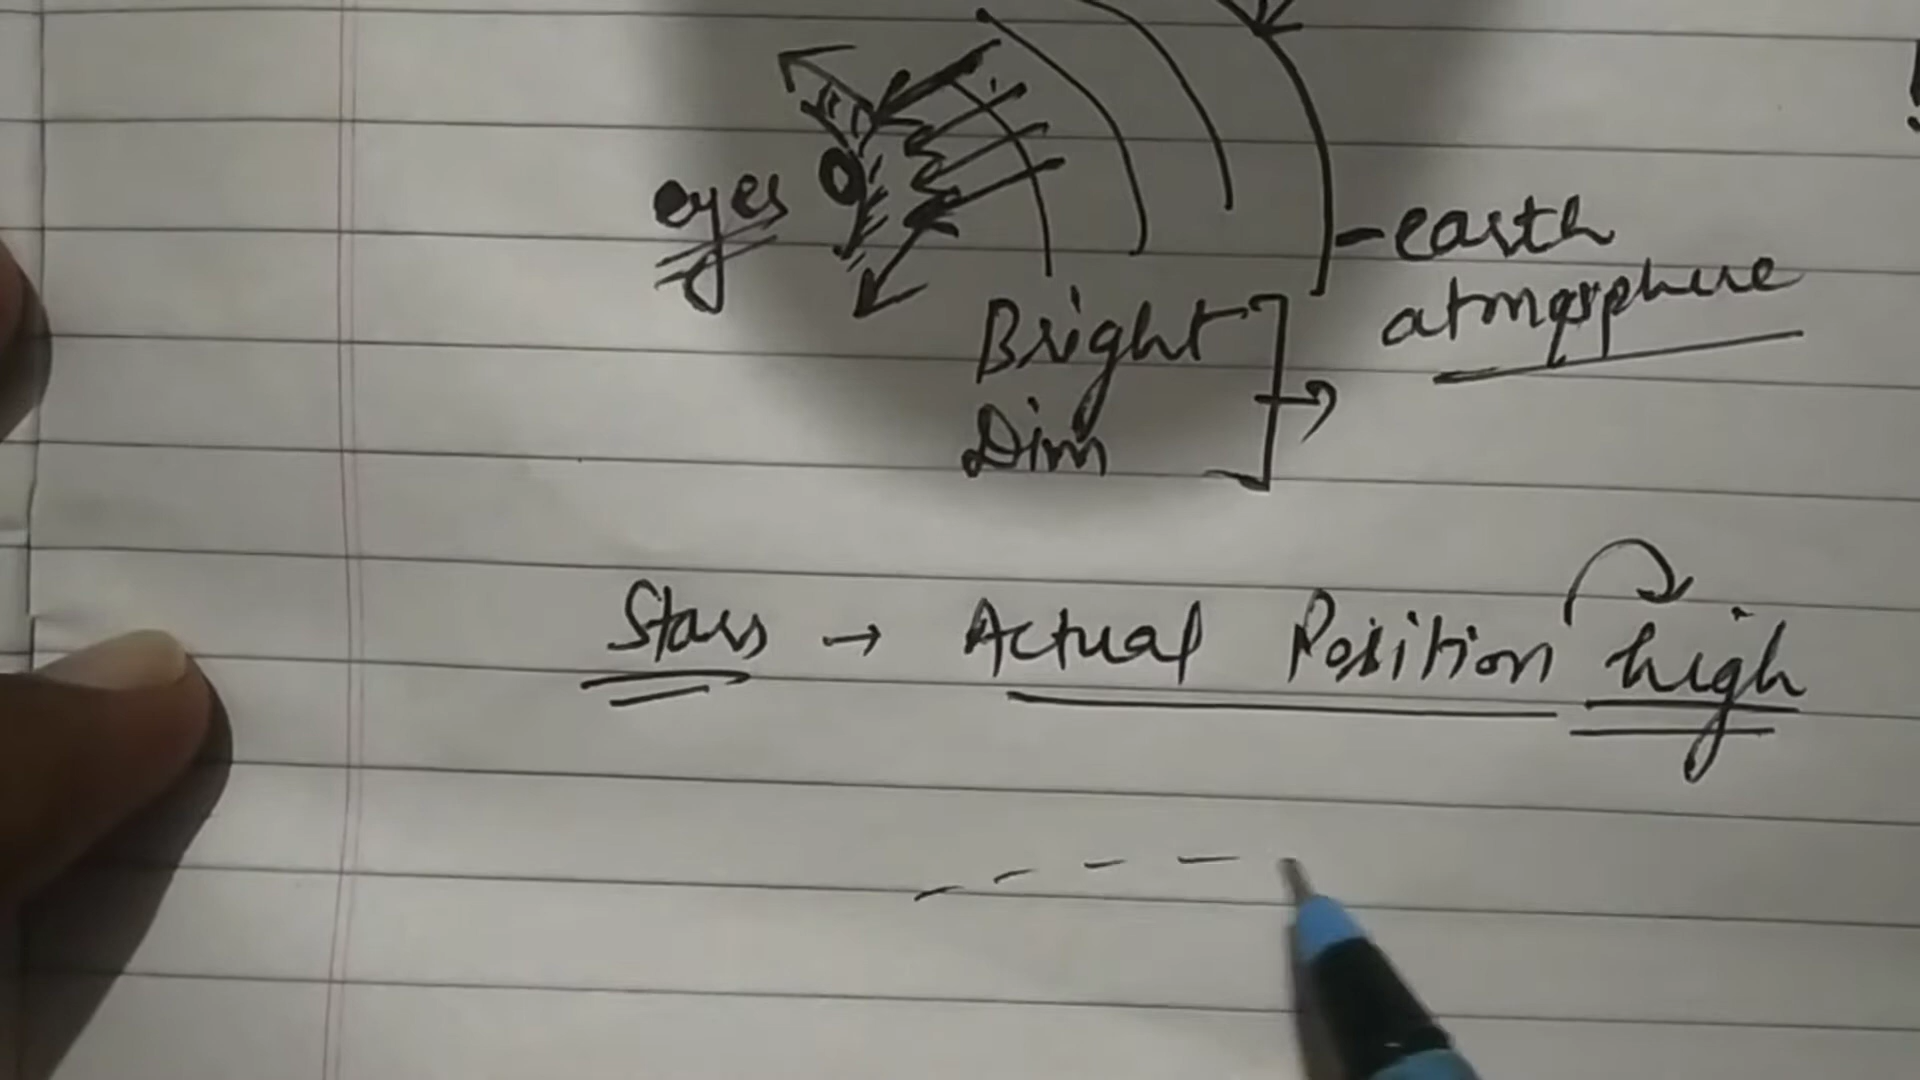 eyes
-earth
atmosphere
Bright
Dim
Stars → Actual Position high